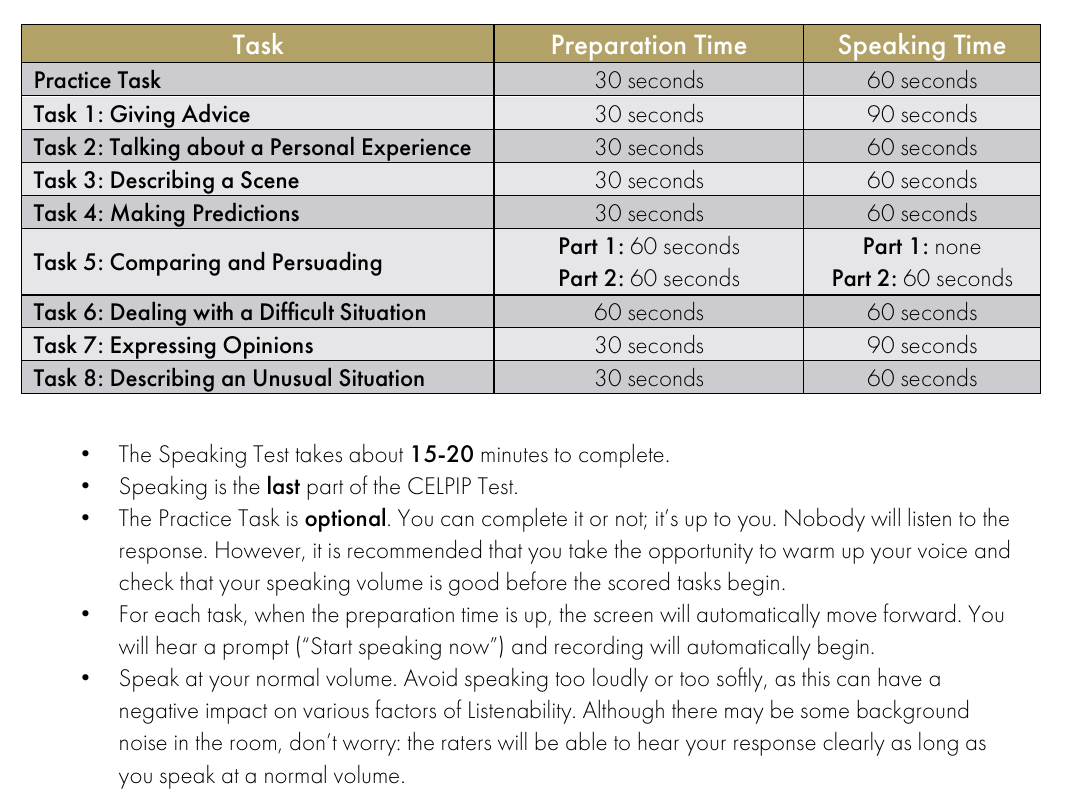 Task Preparation Time Speaking Time
Practice Task 30 seconds 60 seconds
Task 1: Giving Advice 30 seconds 90 seconds
Task 2: Talking about a Personal Experience 30 seconds 60 seconds
Task 3: Describing a Scene 30 seconds 60 seconds
Task 4: Making Predictions 30 seconds 60 seconds
Task 5: Comparing and Persuading
Part 1: 60 seconds Part 1: none
Part 2: 60 seconds Part 2: 60 seconds
Task 6: Dealing with a Difficult Situation 60 seconds 60 seconds
Task 7: Expressing Opinions 30 seconds 90 seconds
Task 8: Describing an Unusual Situation 30 seconds 60 seconds
• The Speaking Test takes about 15-20 minutes to complete.
• Speaking is the last part of the CELPIP Test.
• The Practice Task is optional. You can complete it or not; it's up to you. Nobody will listen to the
response. However, it is recommended that you take the opportunity to warm up your voice and
check that your speaking volume is good before the scored tasks begin.
• For each task, when the preparation time is up, the screen will automatically move forward. You
will hear a prompt ("Start speaking now") and recording will automatically begin.
• Speak at your normal volume. Avoid speaking too loudly or too softly, as this can have a
negative impact on various factors of Listenability. Although there may be some background
noise in the room, don't worry: the raters will be able to hear your response clearly as long as
you speak at a normal volume.